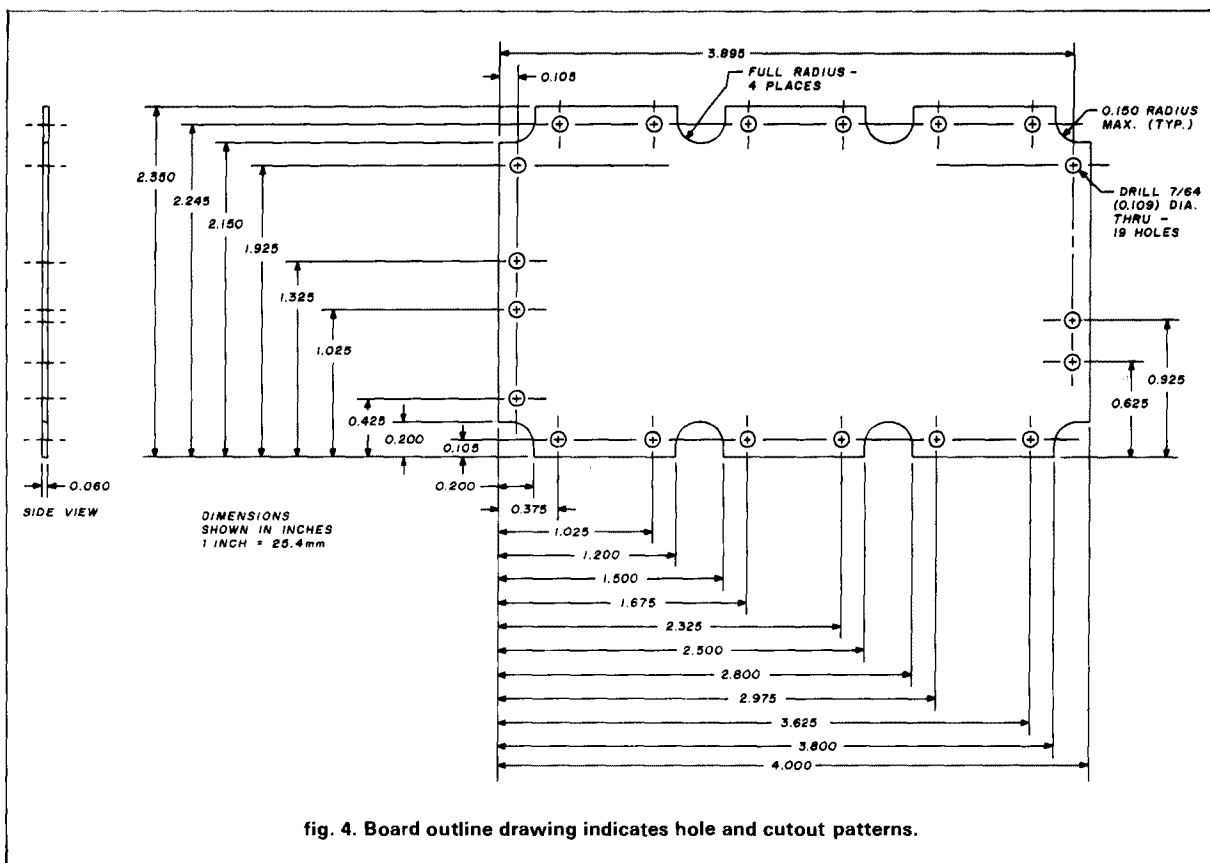 3.895
0.105
FULL RADIUS -
4 PLACES
0.150 RADIUS
MAX. (TYP.)
2.350
2.245
2.150
1.925
1.325
1.025
0.425
0.200
0.105
DRILL 7/64
(0.109) DIA.
THRU -
19 HOLES
0.925
0.625
0.060
SIDE VIEW
DIMENSIONS
SHOWN IN INCHES
1 INCH = 25.4mm
0.200
0.375
1.025
1.200
1.500
1.675
2.325
2.500
2.800
2.975
3.625
3.800
4.000
fig. 4. Board outline drawing indicates hole and cutout patterns.